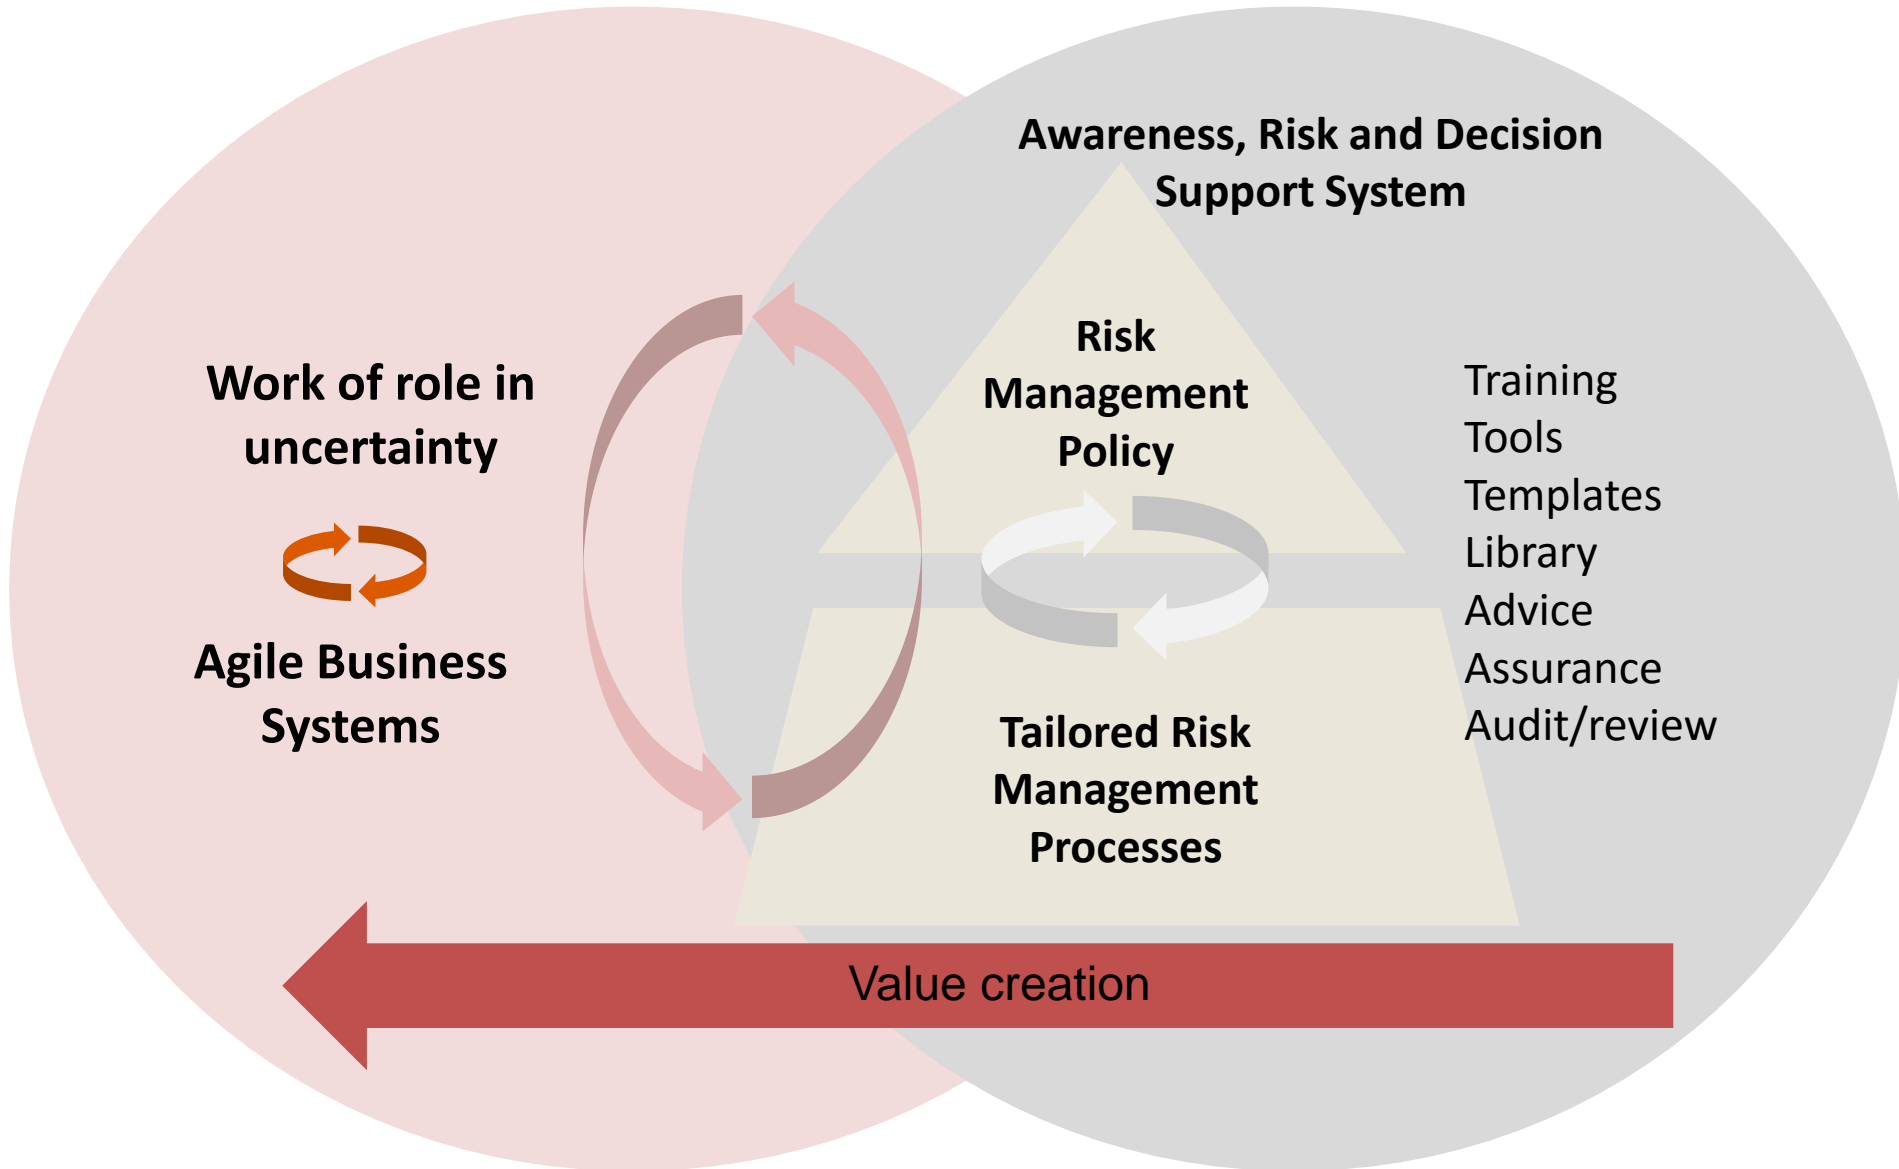 Awareness, Risk and Decision
Support System
Work of role in
uncertainty
Agile Business
Systems
Risk
Management
Policy
Tailored Risk
Management
Processes
Training
Tools
Templates
Library
Advice
Assurance
Audit/review
Value creation